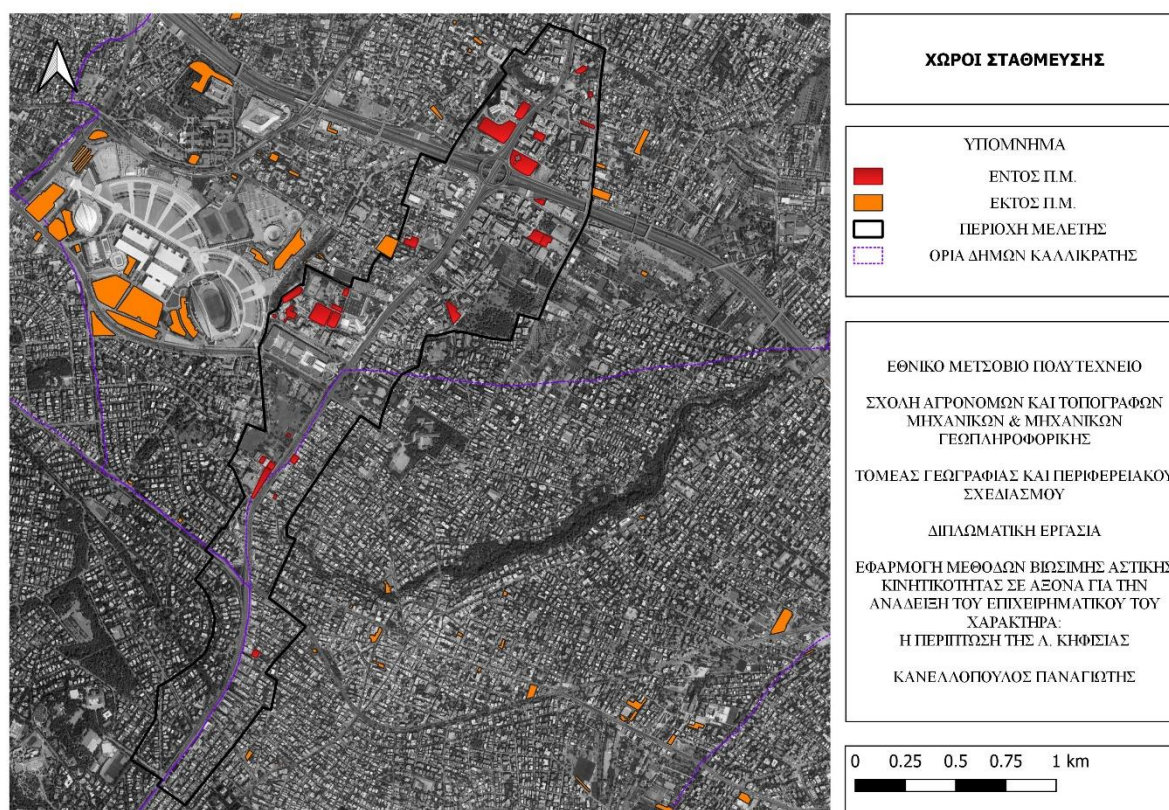 ΧΩΡΟΙ ΣΤΑΘΜΕΥΣΗΣ
ΥΠΟΜΝΗΜΑ
ΕΝΤΟΣ Π.Μ.
ΕΚΤΟΣ Π.Μ.
ΠΕΡΙΟΧΗ ΜΕΛΕΤΗΣ
ΟΡΙΑ ΔΗΜΩΝ ΚΑΛΛΙΚΡΑΤΗΣ
ΕΘΝΙΚΟ ΜΕΤΣΟΒΙΟ ΠΟΛΥΤΕΧΝΕΙΟ
ΣΧΟΛΗ ΑΓΡΟΝΟΜΩΝ ΚΑΙ ΤΟΠΟΓΡΑΦΩΝ
ΜΗΧΑΝΙΚΩΝ & ΜΗΧΑΝΙΚΩΝ
ΓΕΩΠΛΗΡΟΦΟΡΙΚΗΣ
ΤΟΜΕΑΣ ΓΕΩΓΡΑΦΙΑΣ ΚΑΙ ΠΕΡΙΦΕΡΕΙΑΚΟΥ
ΣΧΕΔΙΑΣΜΟΥ
ΔΙΠΛΩΜΑΤΙΚΗ ΕΡΓΑΣΙΑ
ΕΦΑΡΜΟΓΗ ΜΕΘΟΔΩΝ ΒΙΩΣΙΜΗΣ ΑΣΤΙΚΗΣ
ΚΙΝΗΤΙΚΟΤΗΤΑΣ ΣΕ ΑΞΟΝΑ ΓΙΑ ΤΗΝ
ΑΝΑΔΕΙΞΗ ΤΟΥ ΕΠΙΧΕΙΡΗΜΑΤΙΚΟΥ ΤΟΥ
ΧΑΡΑΚΤΗΡΑ:
Η ΠΕΡΙΠΤΩΣΗ ΤΗΣ Λ. ΚΗΦΙΣΙΑΣ
ΚΑΝΕΛΛΟΠΟΥΛΟΣ ΠΑΝΑΓΙΩΤΗΣ
0 0.25 0.5 0.75 1 km